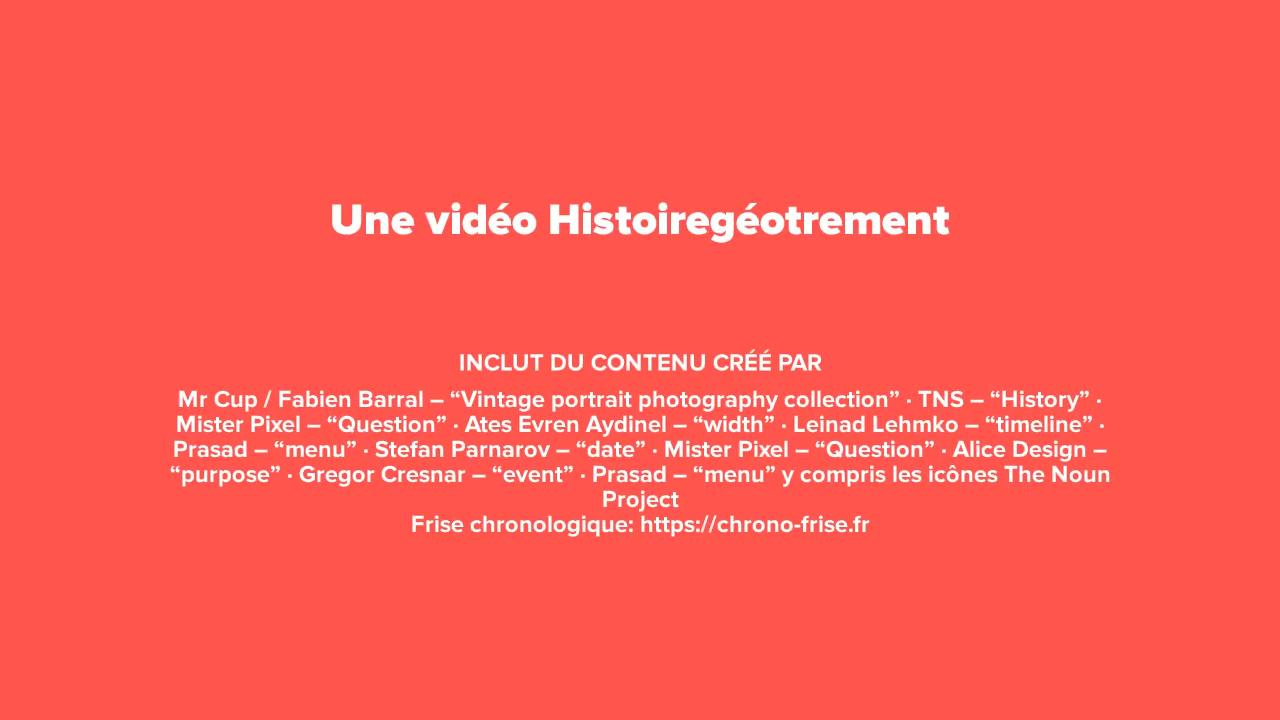 Une vidéo Histoiregéotrement
INCLUT DU CONTENU CRÉÉ PAR
Mr Cup / Fabien Barral – “Vintage portrait photography collection” · TNS – “History” ·
Mister Pixel – “Question” · Ates Evren Aydinel – “width” · Leinad Lehmko – “timeline” ·
Prasad – “menu” · Stefan Parnarov – “date” · Mister Pixel – “Question” · Alice Design –
“purpose” · Gregor Cresnar – “event” · Prasad – “menu” y compris les icônes The Noun
Project
Frise chronologique: https://chrono-frise.fr